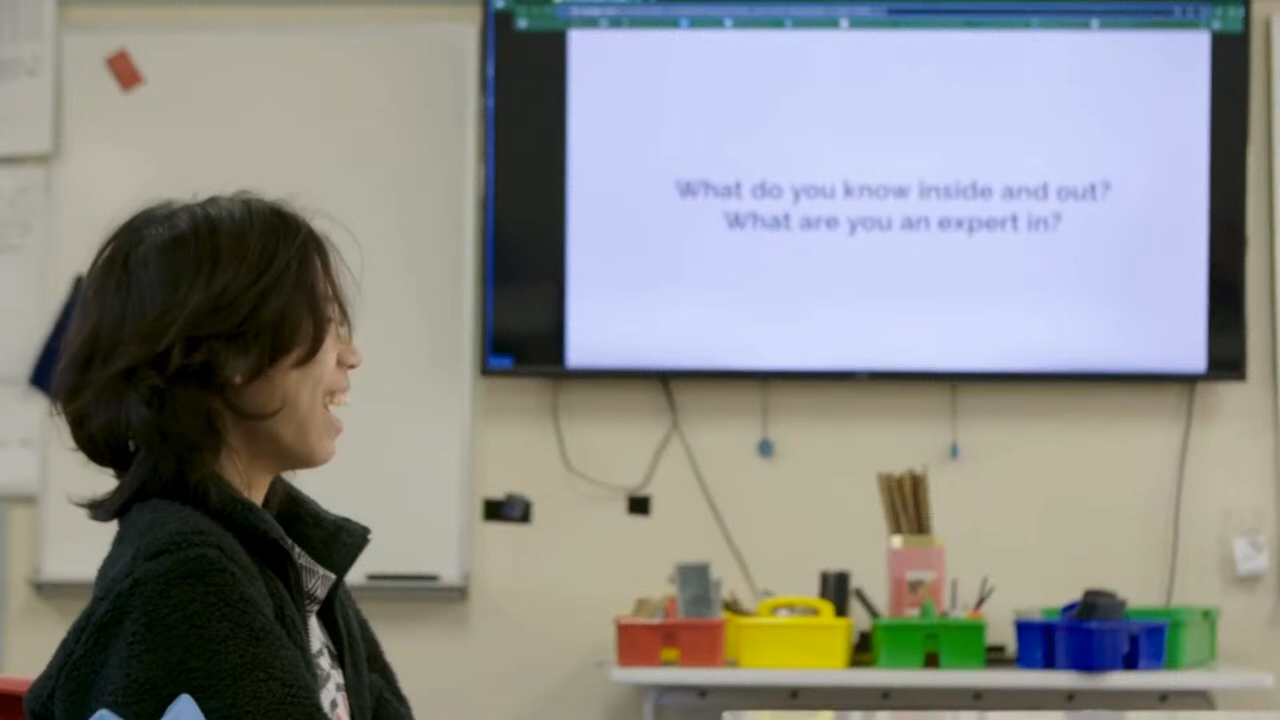 What do you know inside and out?
What are you an expert in?